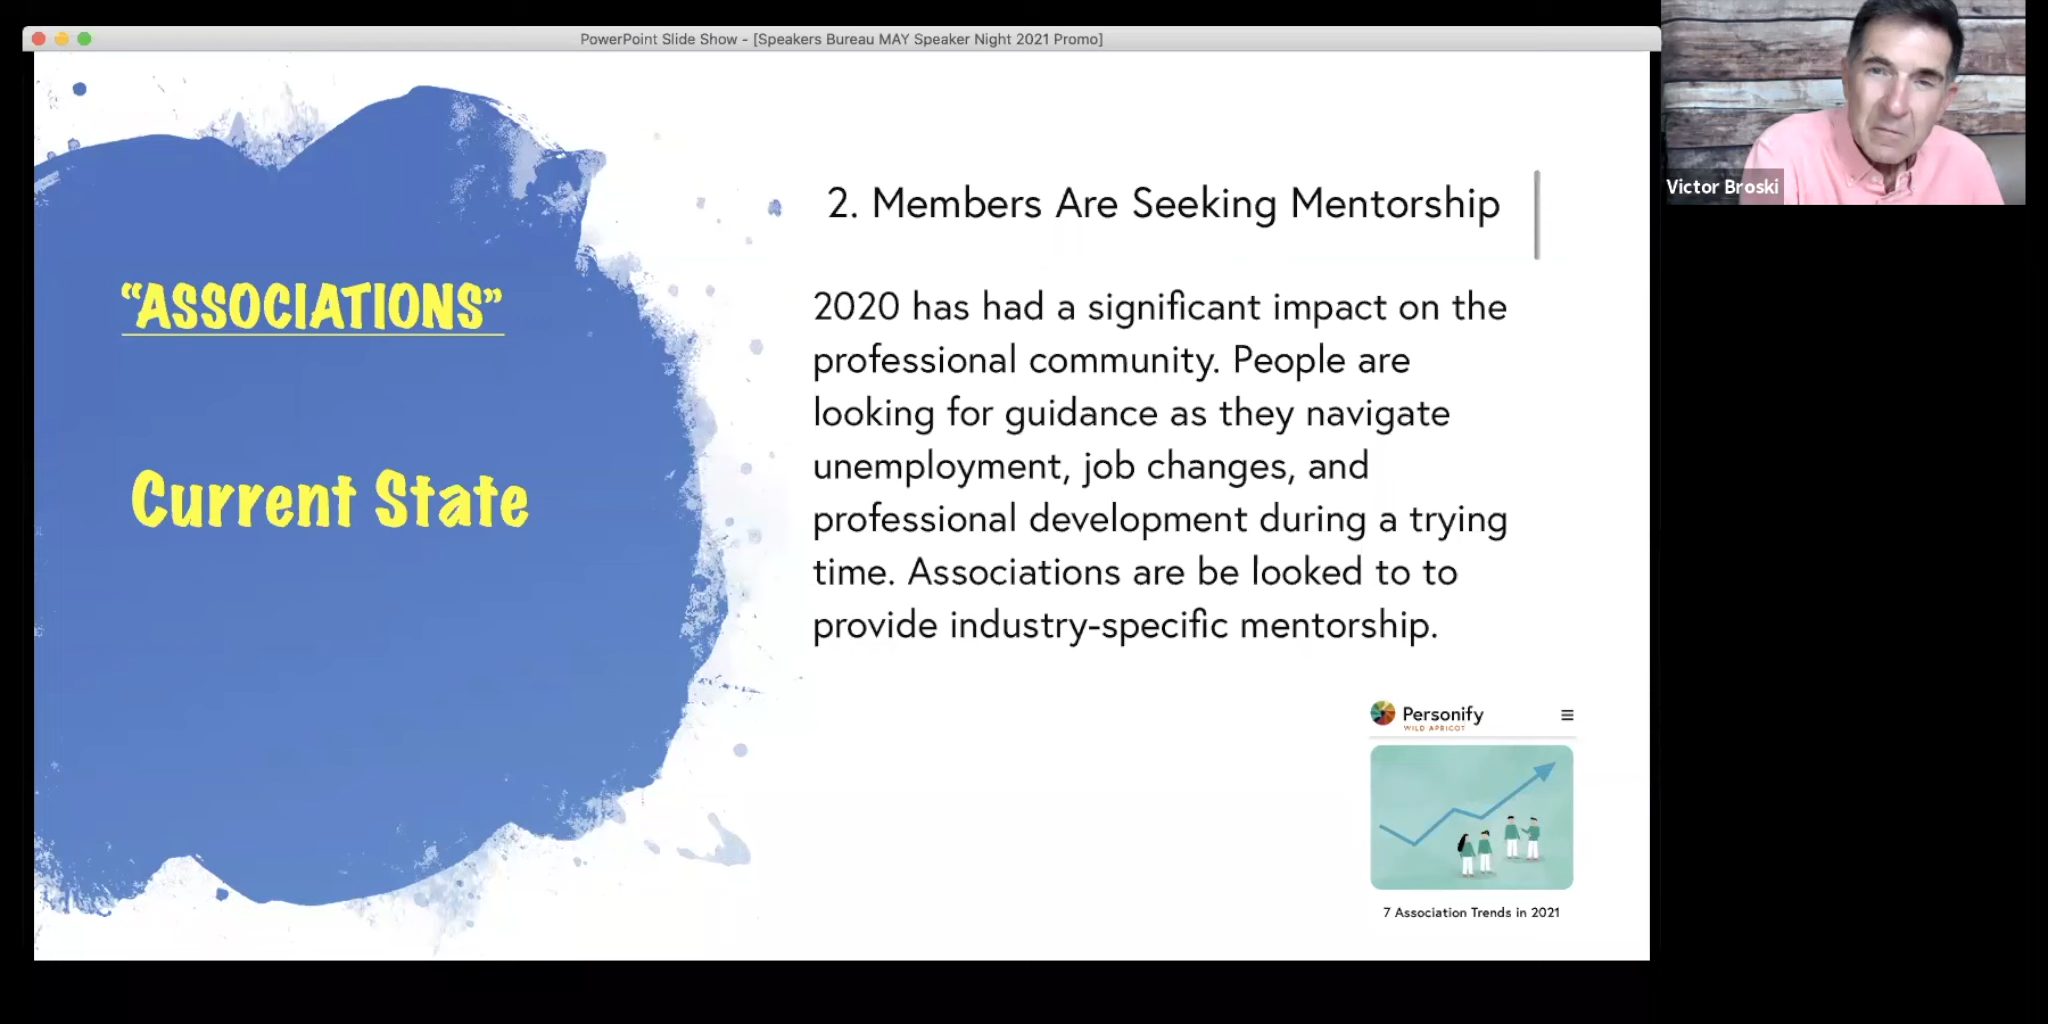 PowerPoint Slide Show - [Speakers Bureau MAY Speaker Night 2021 Promo]
“ASSOCIATIONS”
Current State
2. Members Are Seeking Mentorship
2020 has had a significant impact on the
professional community. People are
looking for guidance as they navigate
unemployment, job changes, and
professional development during a trying
time. Associations are be looked to to
provide industry-specific mentorship.
Personify
WILD APRICOT
7 Association Trends in 2021
Victor Broski